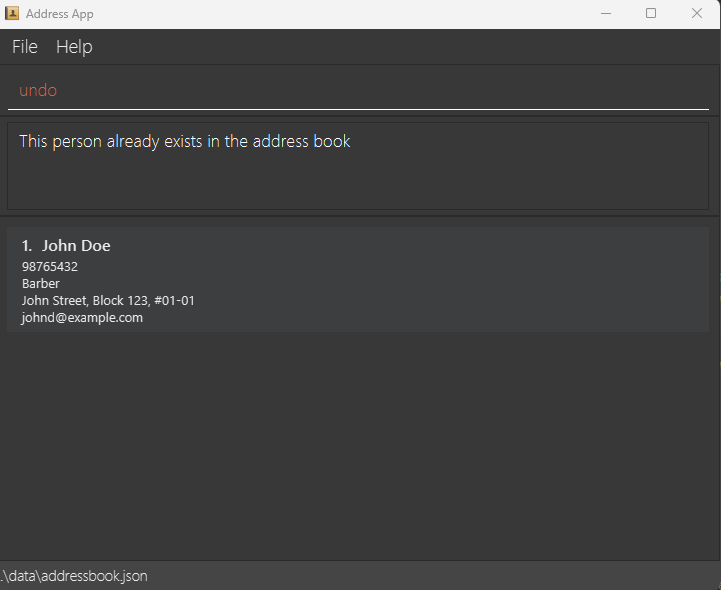 Address App
File Help
undo
This person already exists in the address book
1. John Doe
98765432
Barber
John Street, Block 123, #01-01
johnd@example.com
.\data\addressbook.json